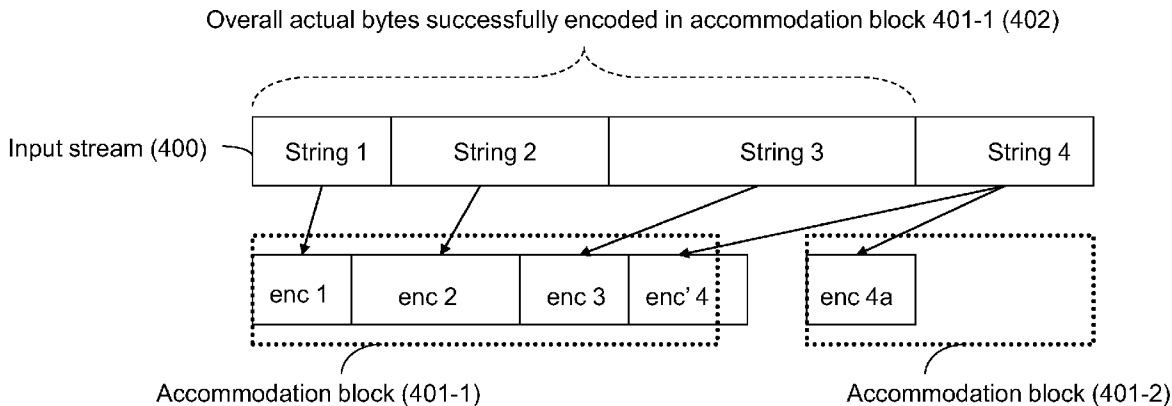 Overall actual bytes successfully encoded in accommodation block 401-1 (402)
Input stream (400)
String 1
String 2
String 3
String 4
enc 1
enc 2
enc 3
enc’ 4
enc 4a
Accommodation block (401-1)
Accommodation block (401-2)